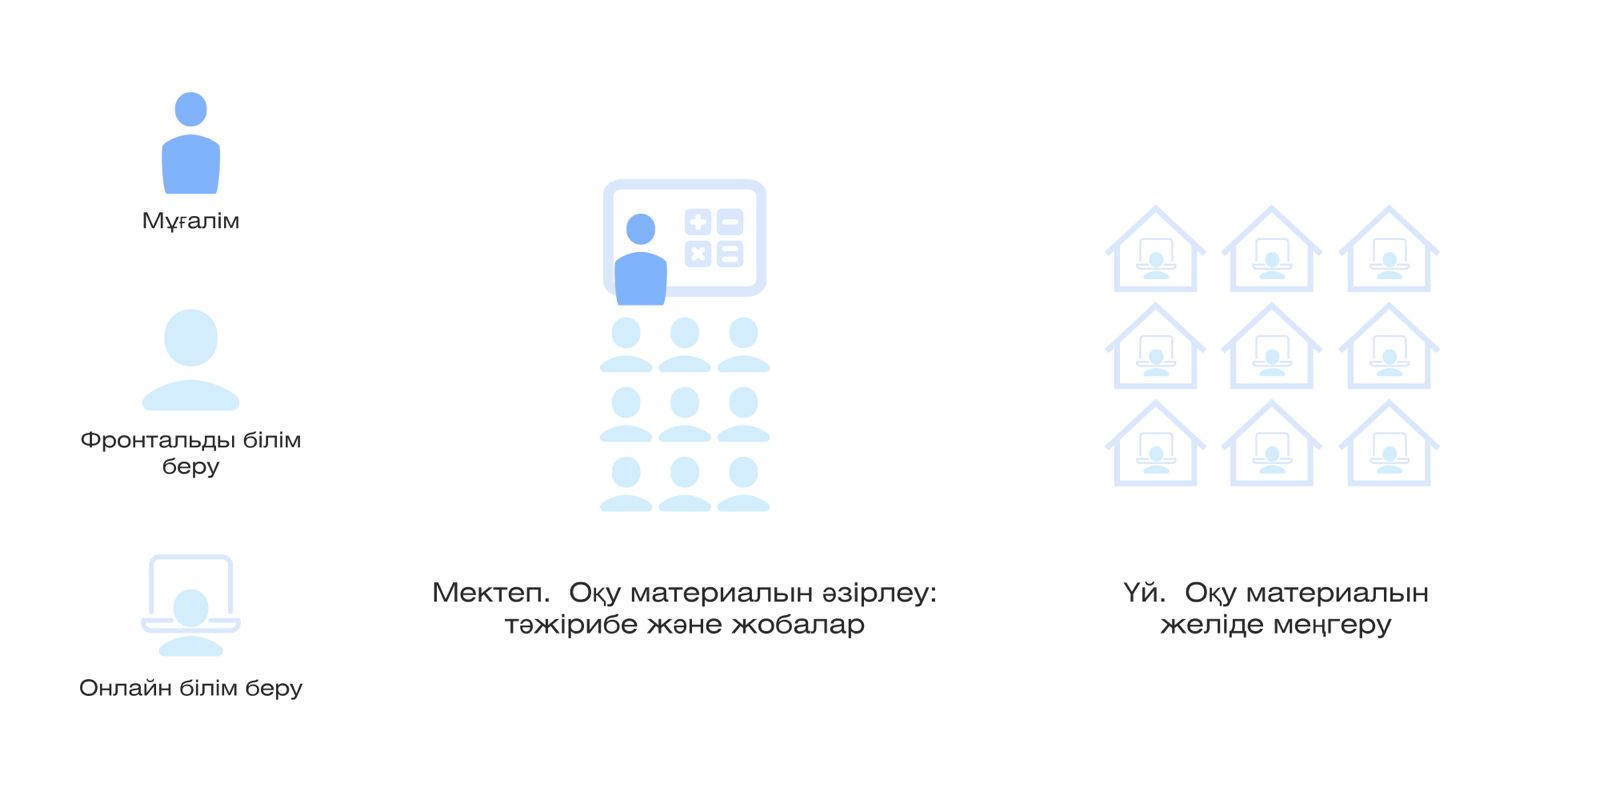 Мұғалім
Фронтальды білім
беру
Онлайн білім беру
Мектеп.  Оқу материалын әзірлеу:
тәжірибе және жобалар
Үй.  Оқу материалын
желіде меңгеру